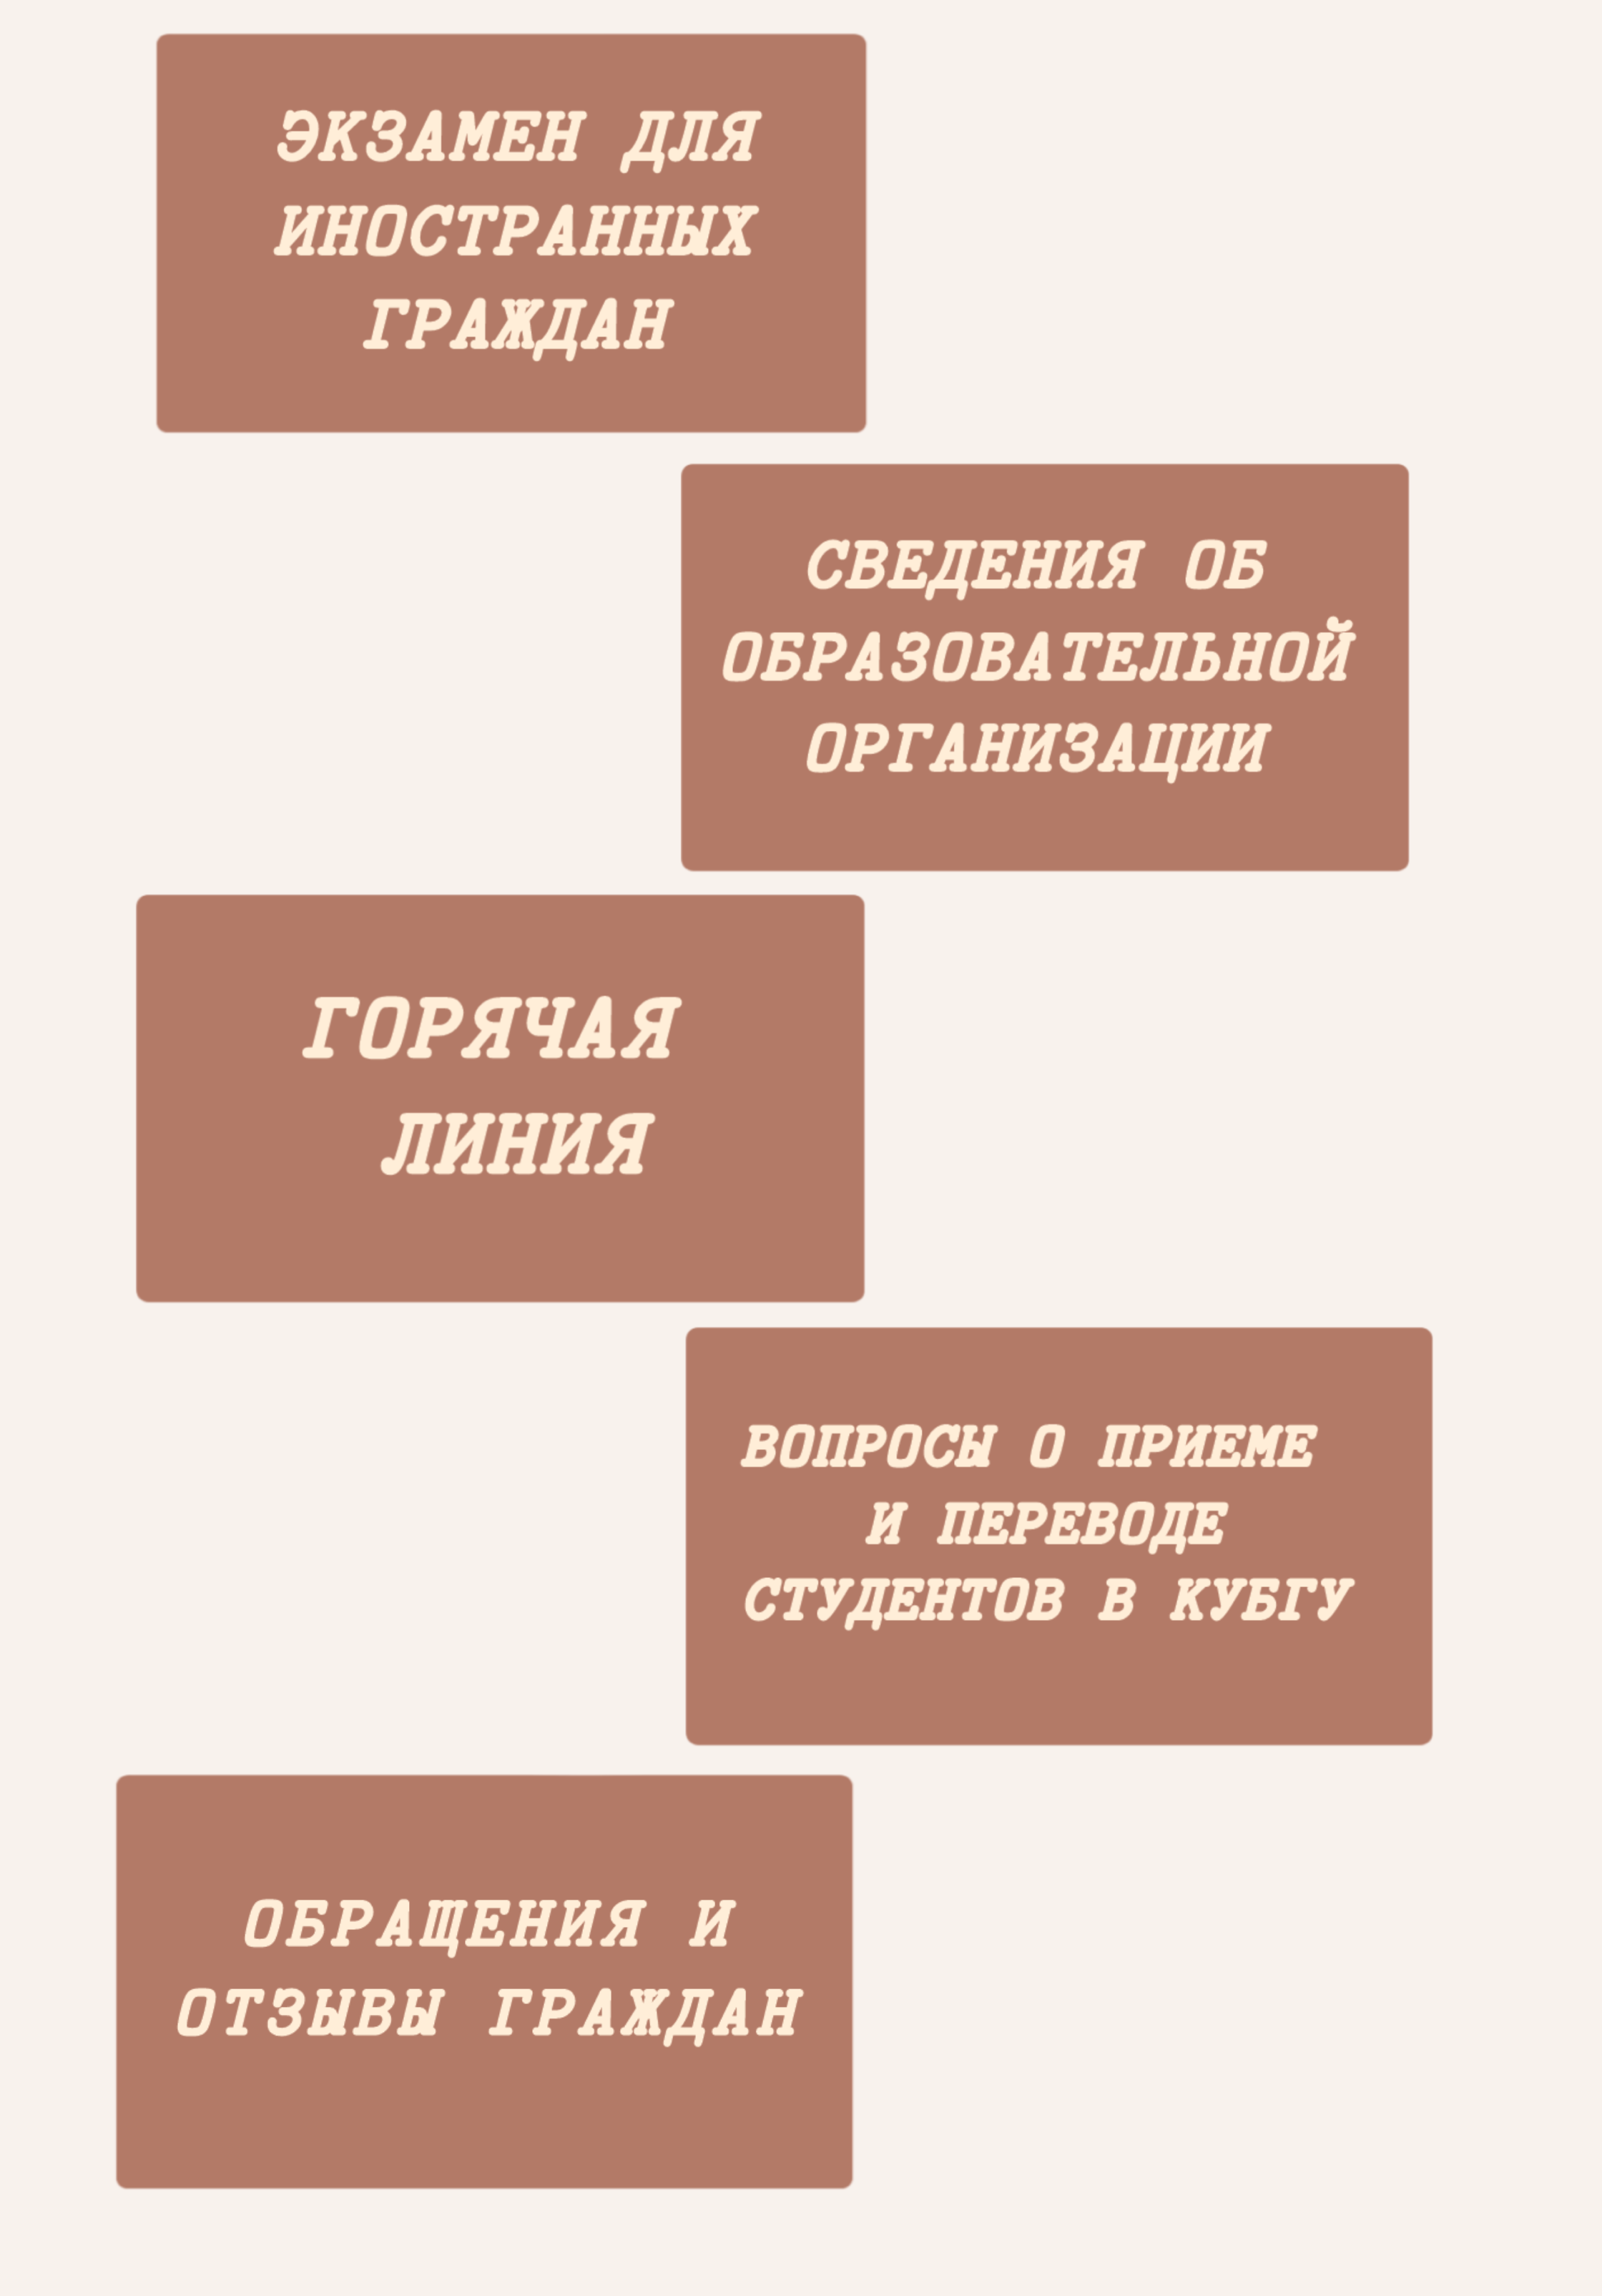 ЭКЗАМЕН ДЛЯ
ИНОСТРАННЫХ
ГРАЖДАН
СВЕДЕНИЯ ОБ
ОБРАЗОВАТЕЛЬНОЙ
ОРГАНИЗАЦИИ
ГОРЯЧАЯ
ЛИНИЯ
ВОПРОСЫ О ПРИЕМЕ
И ПЕРЕВОДЕ
СТУДЕНТОВ В КУБГУ
ОБРАЩЕНИЯ И
ОТЗЫВЫ ГРАЖДАН